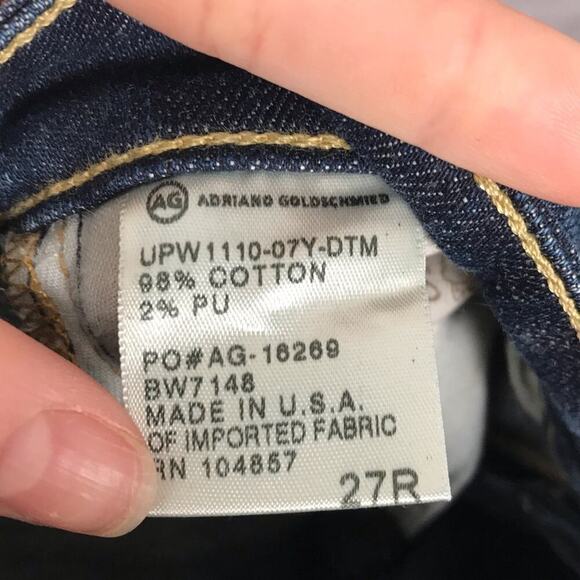 AG ADRIANO GOLDSCHMIED
UPW1110-07Y-DTM
98% COTTON
2% PU
PO#AG-16269
BW7148
MADE IN U.S.A.
OF IMPORTED FABRIC
RN 104857
27R